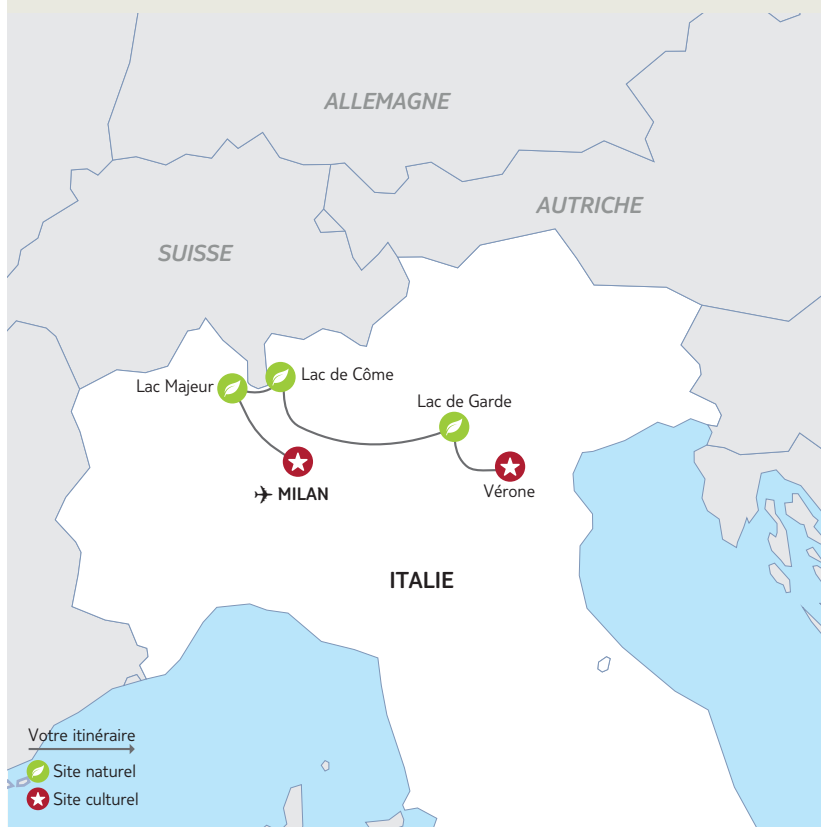 ALLEMAGNE
AUTRICHE
SUISSE
Lac de Côme
Lac Majeur
Lac de Garde
MILAN
Vérone
ITALIE
Votre itinéraire
Site naturel
Site culturel